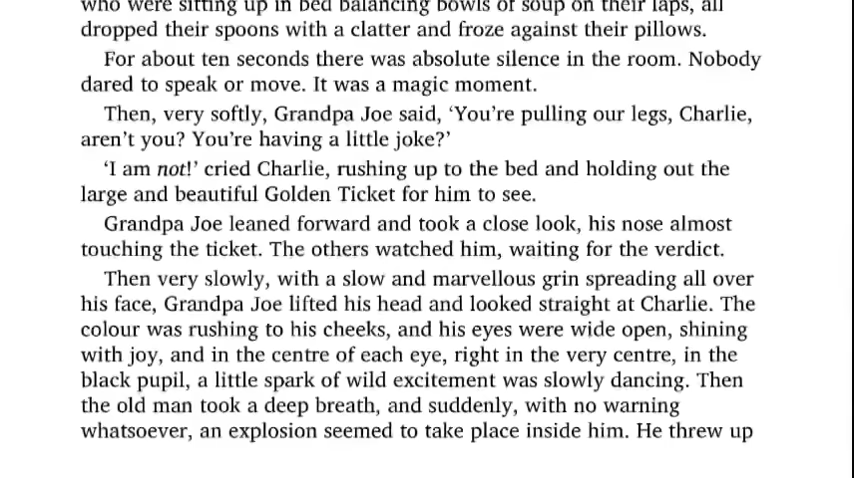 who were sitting up in bed balancing bowls of soup on their laps, all
dropped their spoons with a clatter and froze against their pillows.
For about ten seconds there was absolute silence in the room. Nobody
dared to speak or move. It was a magic moment.
Then, very softly, Grandpa Joe said, ‘You’re pulling our legs, Charlie,
aren’t you? You’re having a little joke?’
‘I am not!’ cried Charlie, rushing up to the bed and holding out the
large and beautiful Golden Ticket for him to see.
Grandpa Joe leaned forward and took a close look, his nose almost
touching the ticket. The others watched him, waiting for the verdict.
Then very slowly, with a slow and marvellous grin spreading all over
his face, Grandpa Joe lifted his head and looked straight at Charlie. The
colour was rushing to his cheeks, and his eyes were wide open, shining
with joy, and in the centre of each eye, right in the very centre, in the
black pupil, a little spark of wild excitement was slowly dancing. Then
the old man took a deep breath, and suddenly, with no warning
whatsoever, an explosion seemed to take place inside him. He threw up